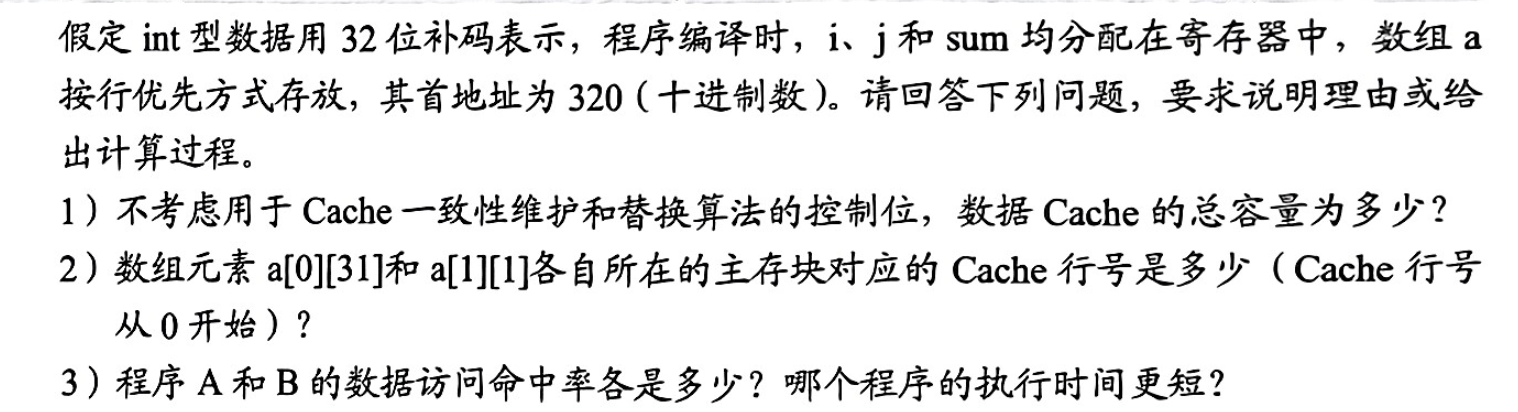 假定 int 型数据用 32 位补码表示，程序编译时，i、j 和 sum 均分配在寄存器中，数组 a
按行优先方式存放，其首地址为 320（十进制数）。请回答下列问题，要求说明理由或给
出计算过程。
1）不考虑用于 Cache 一致性维护和替换算法的控制位，数据 Cache 的总容量为多少？
2）数组元素 a[0][31]和 a[1][1]各自所在的主存块对应的 Cache 行号是多少（Cache 行号
从 0 开始）？
3）程序 A 和 B 的数据访问命中率各是多少？哪个程序的执行时间更短？